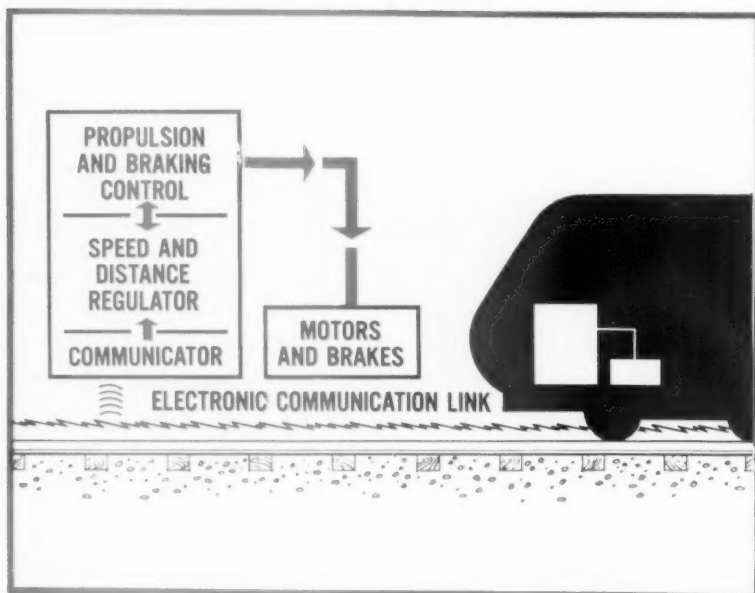 PROPULSION
AND BRAKING
CONTROL
SPEED AND
DISTANCE
REGULATOR
COMMUNICATOR
MOTORS
AND BRAKES
ELECTRONIC COMMUNICATION LINK